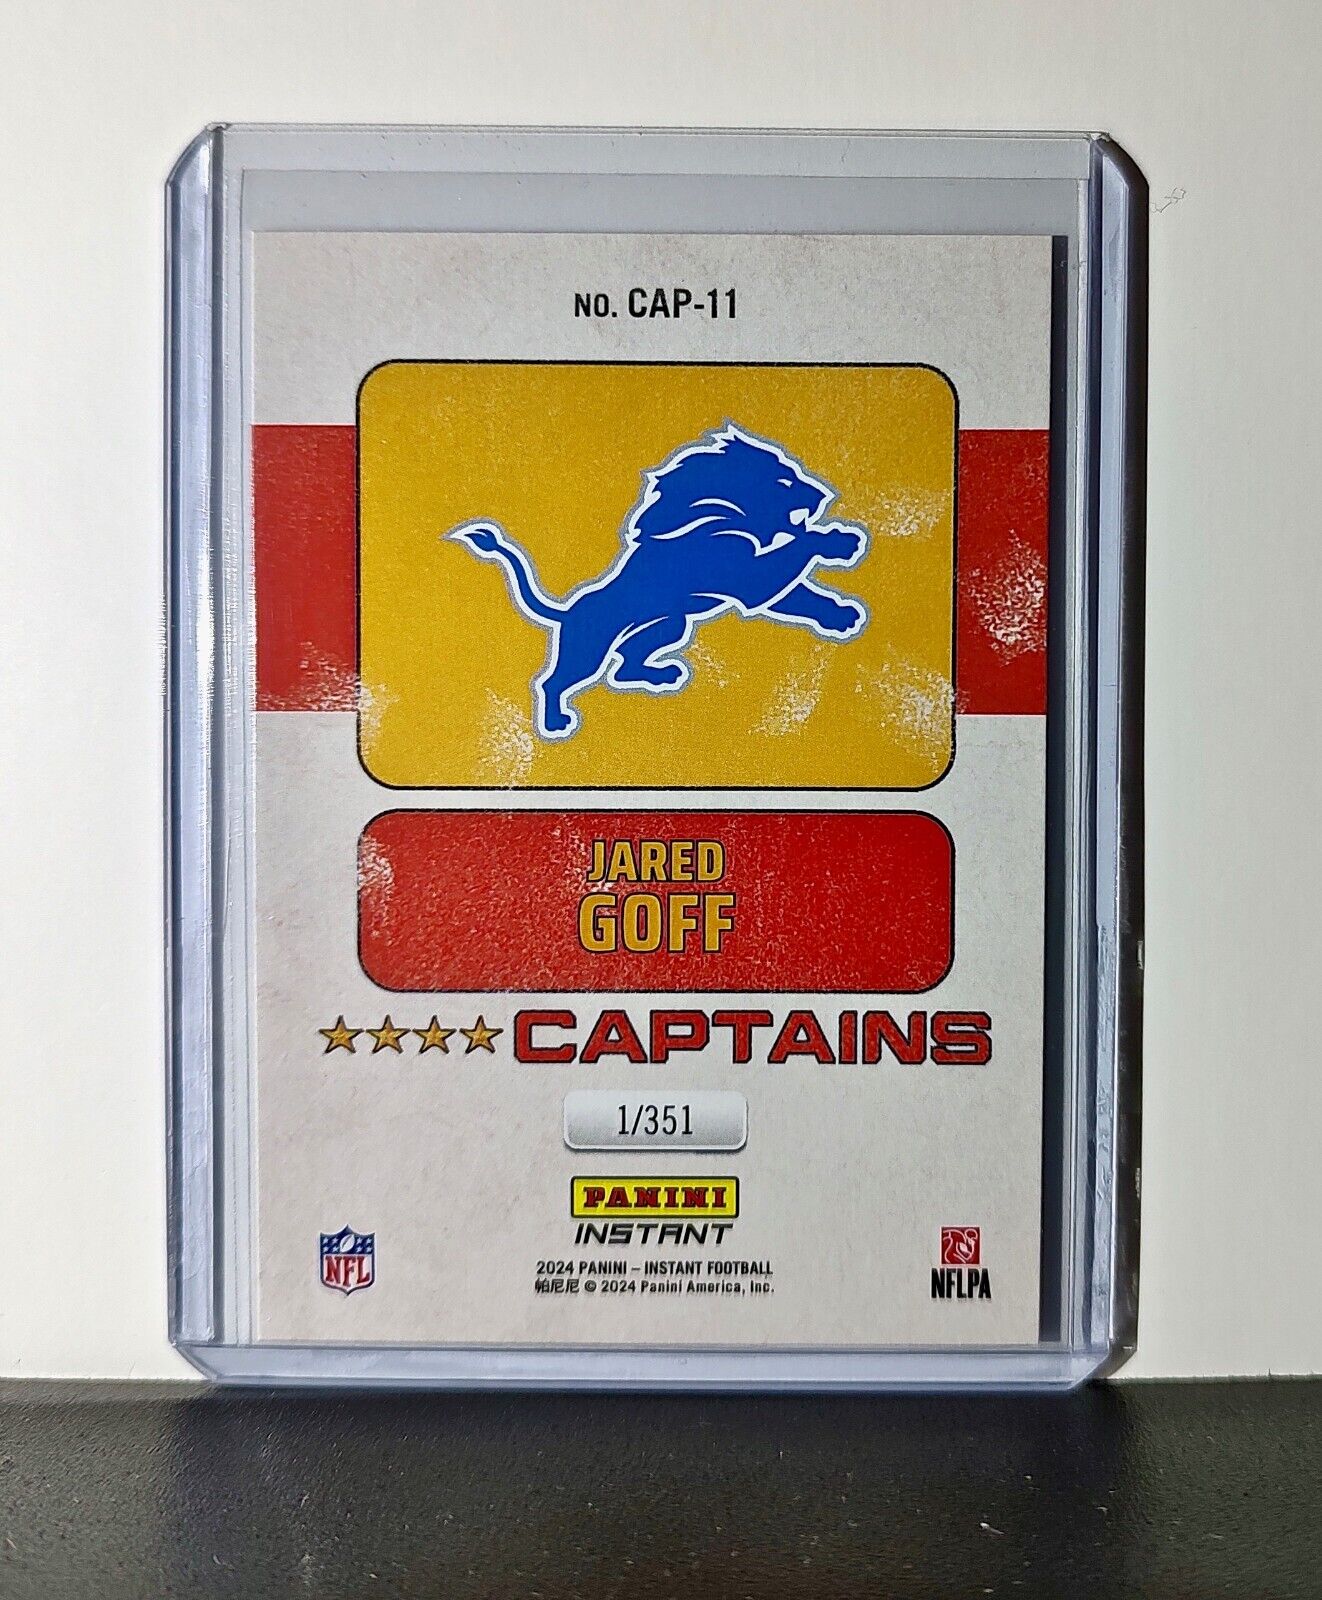 NO. CAP-11
JARED
GOFF
CAPTAINS
1/351
PANINI
INSTANT
2024 PANINI – INSTANT FOOTBALL
帕尼尼 © 2024 Panini America, Inc.
NFL
NFLPA